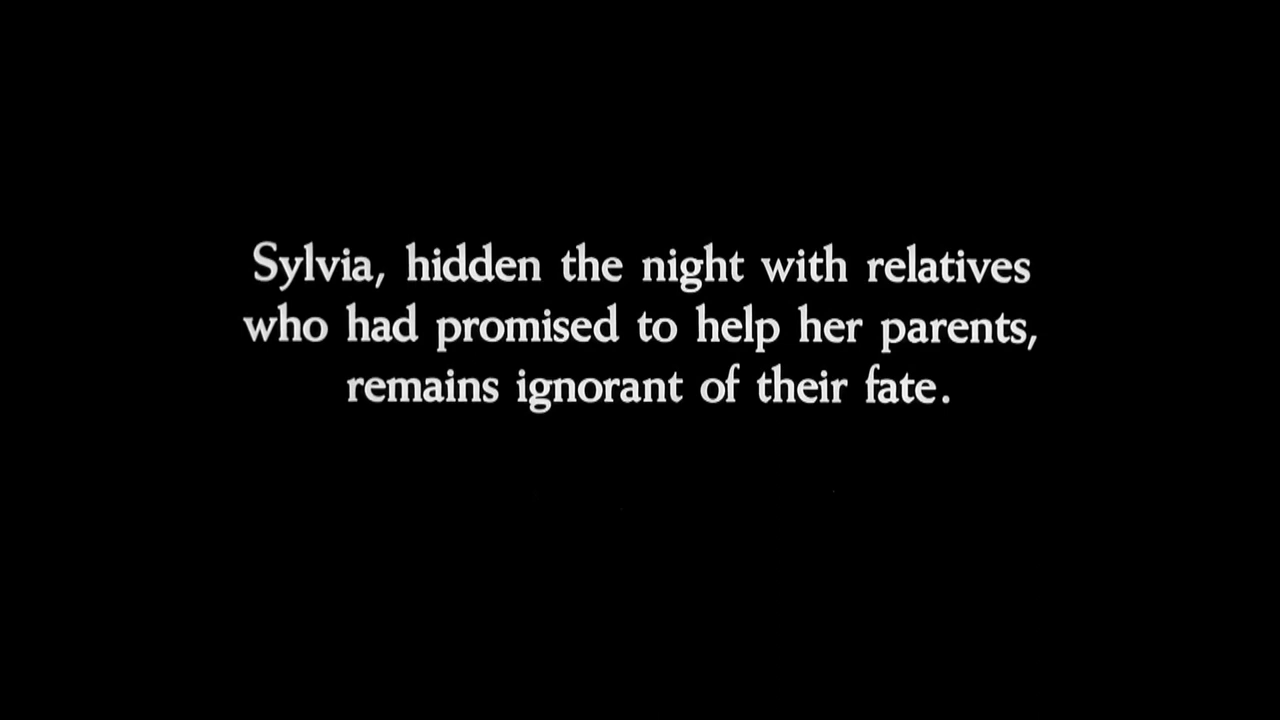 Sylvia, hidden the night with relatives
who had promised to help her parents,
remains ignorant of their fate.